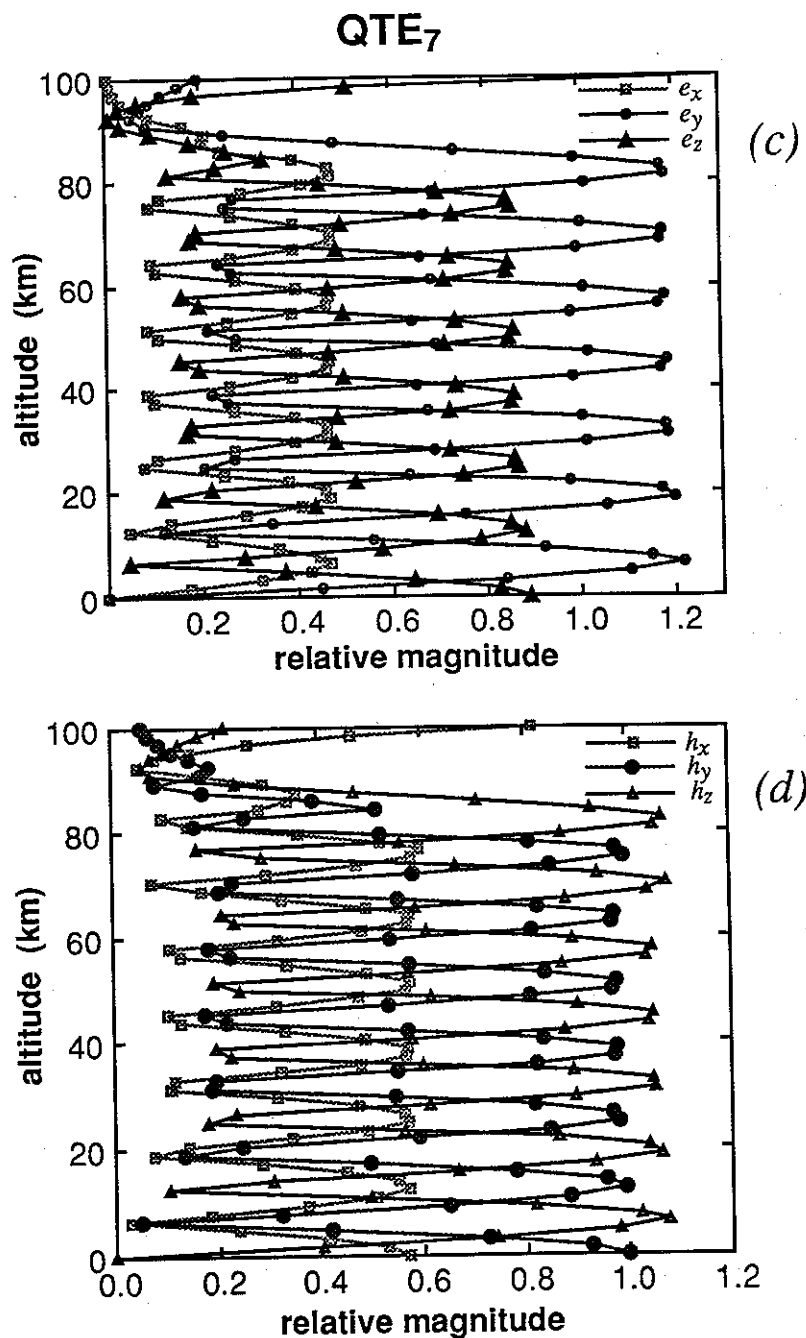 QTE7
100
80
60
40
20
0
altitude (km)
ex
ey
ez
(c)
0.2 0.4 0.6 0.8 1.0 1.2
relative magnitude
100
80
60
40
20
0
altitude (km)
hx
hy
hz
(d)
0.0 0.2 0.4 0.6 0.8 1.0 1.2
relative magnitude